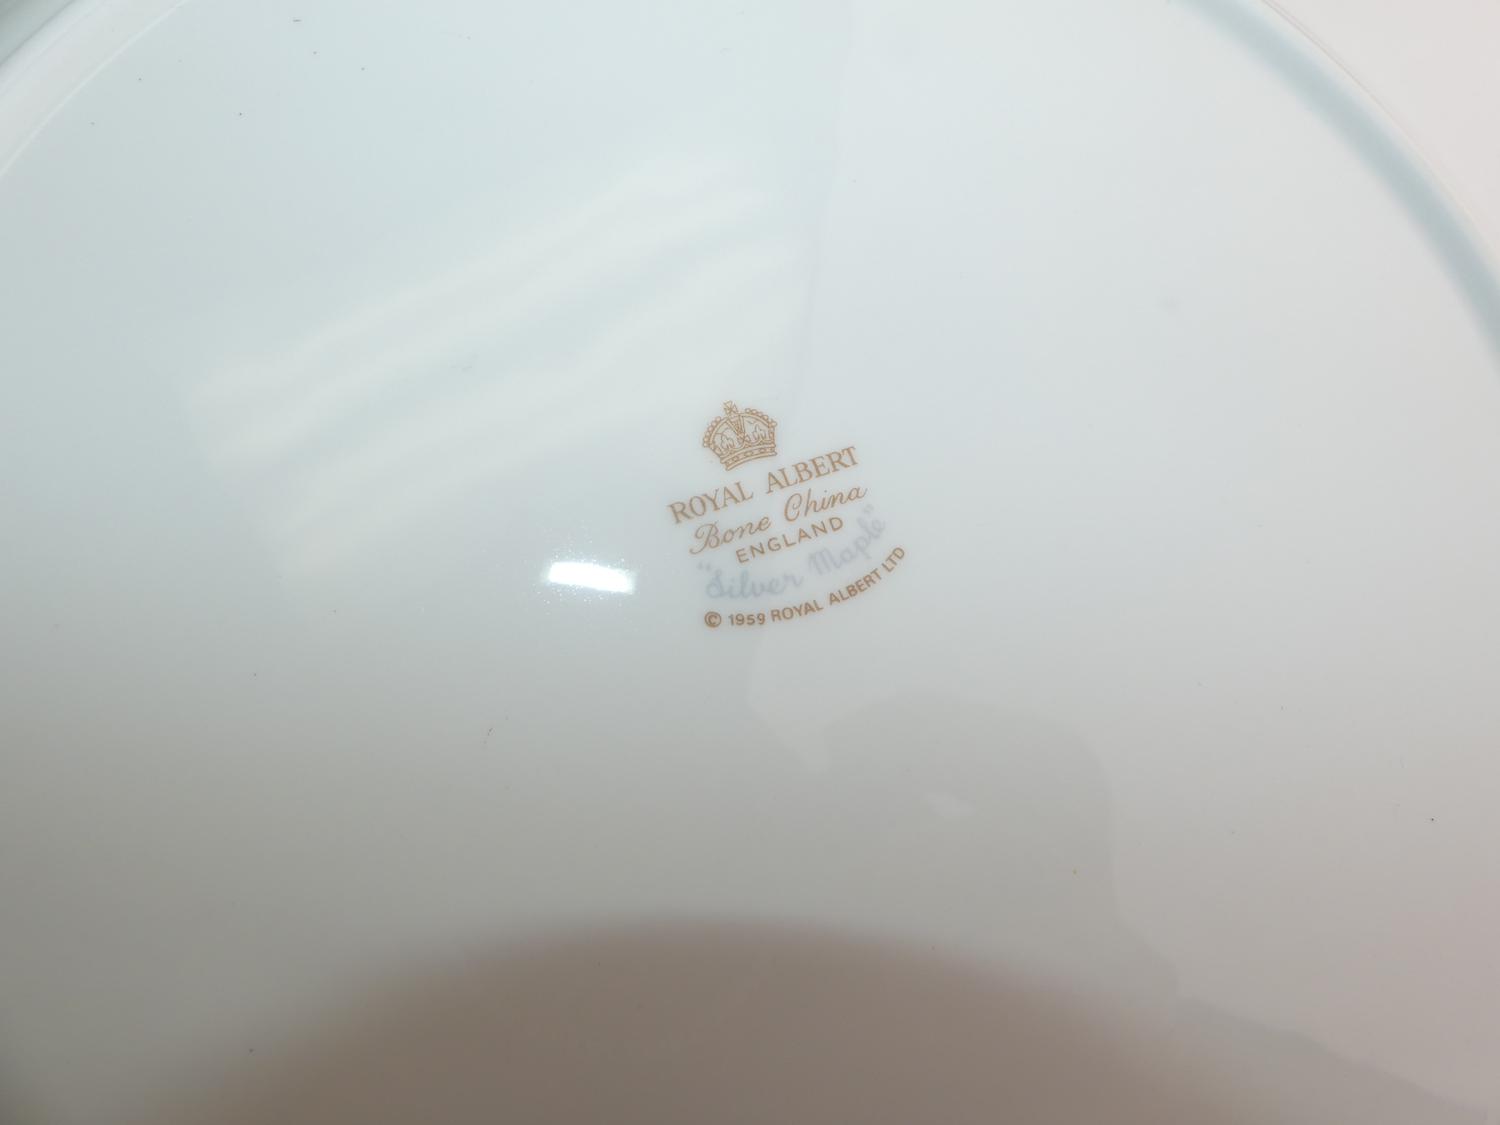 ROYAL ALBERT
Bone China
ENGLAND
"Silver Maple"
© 1959 ROYAL ALBERT LTD